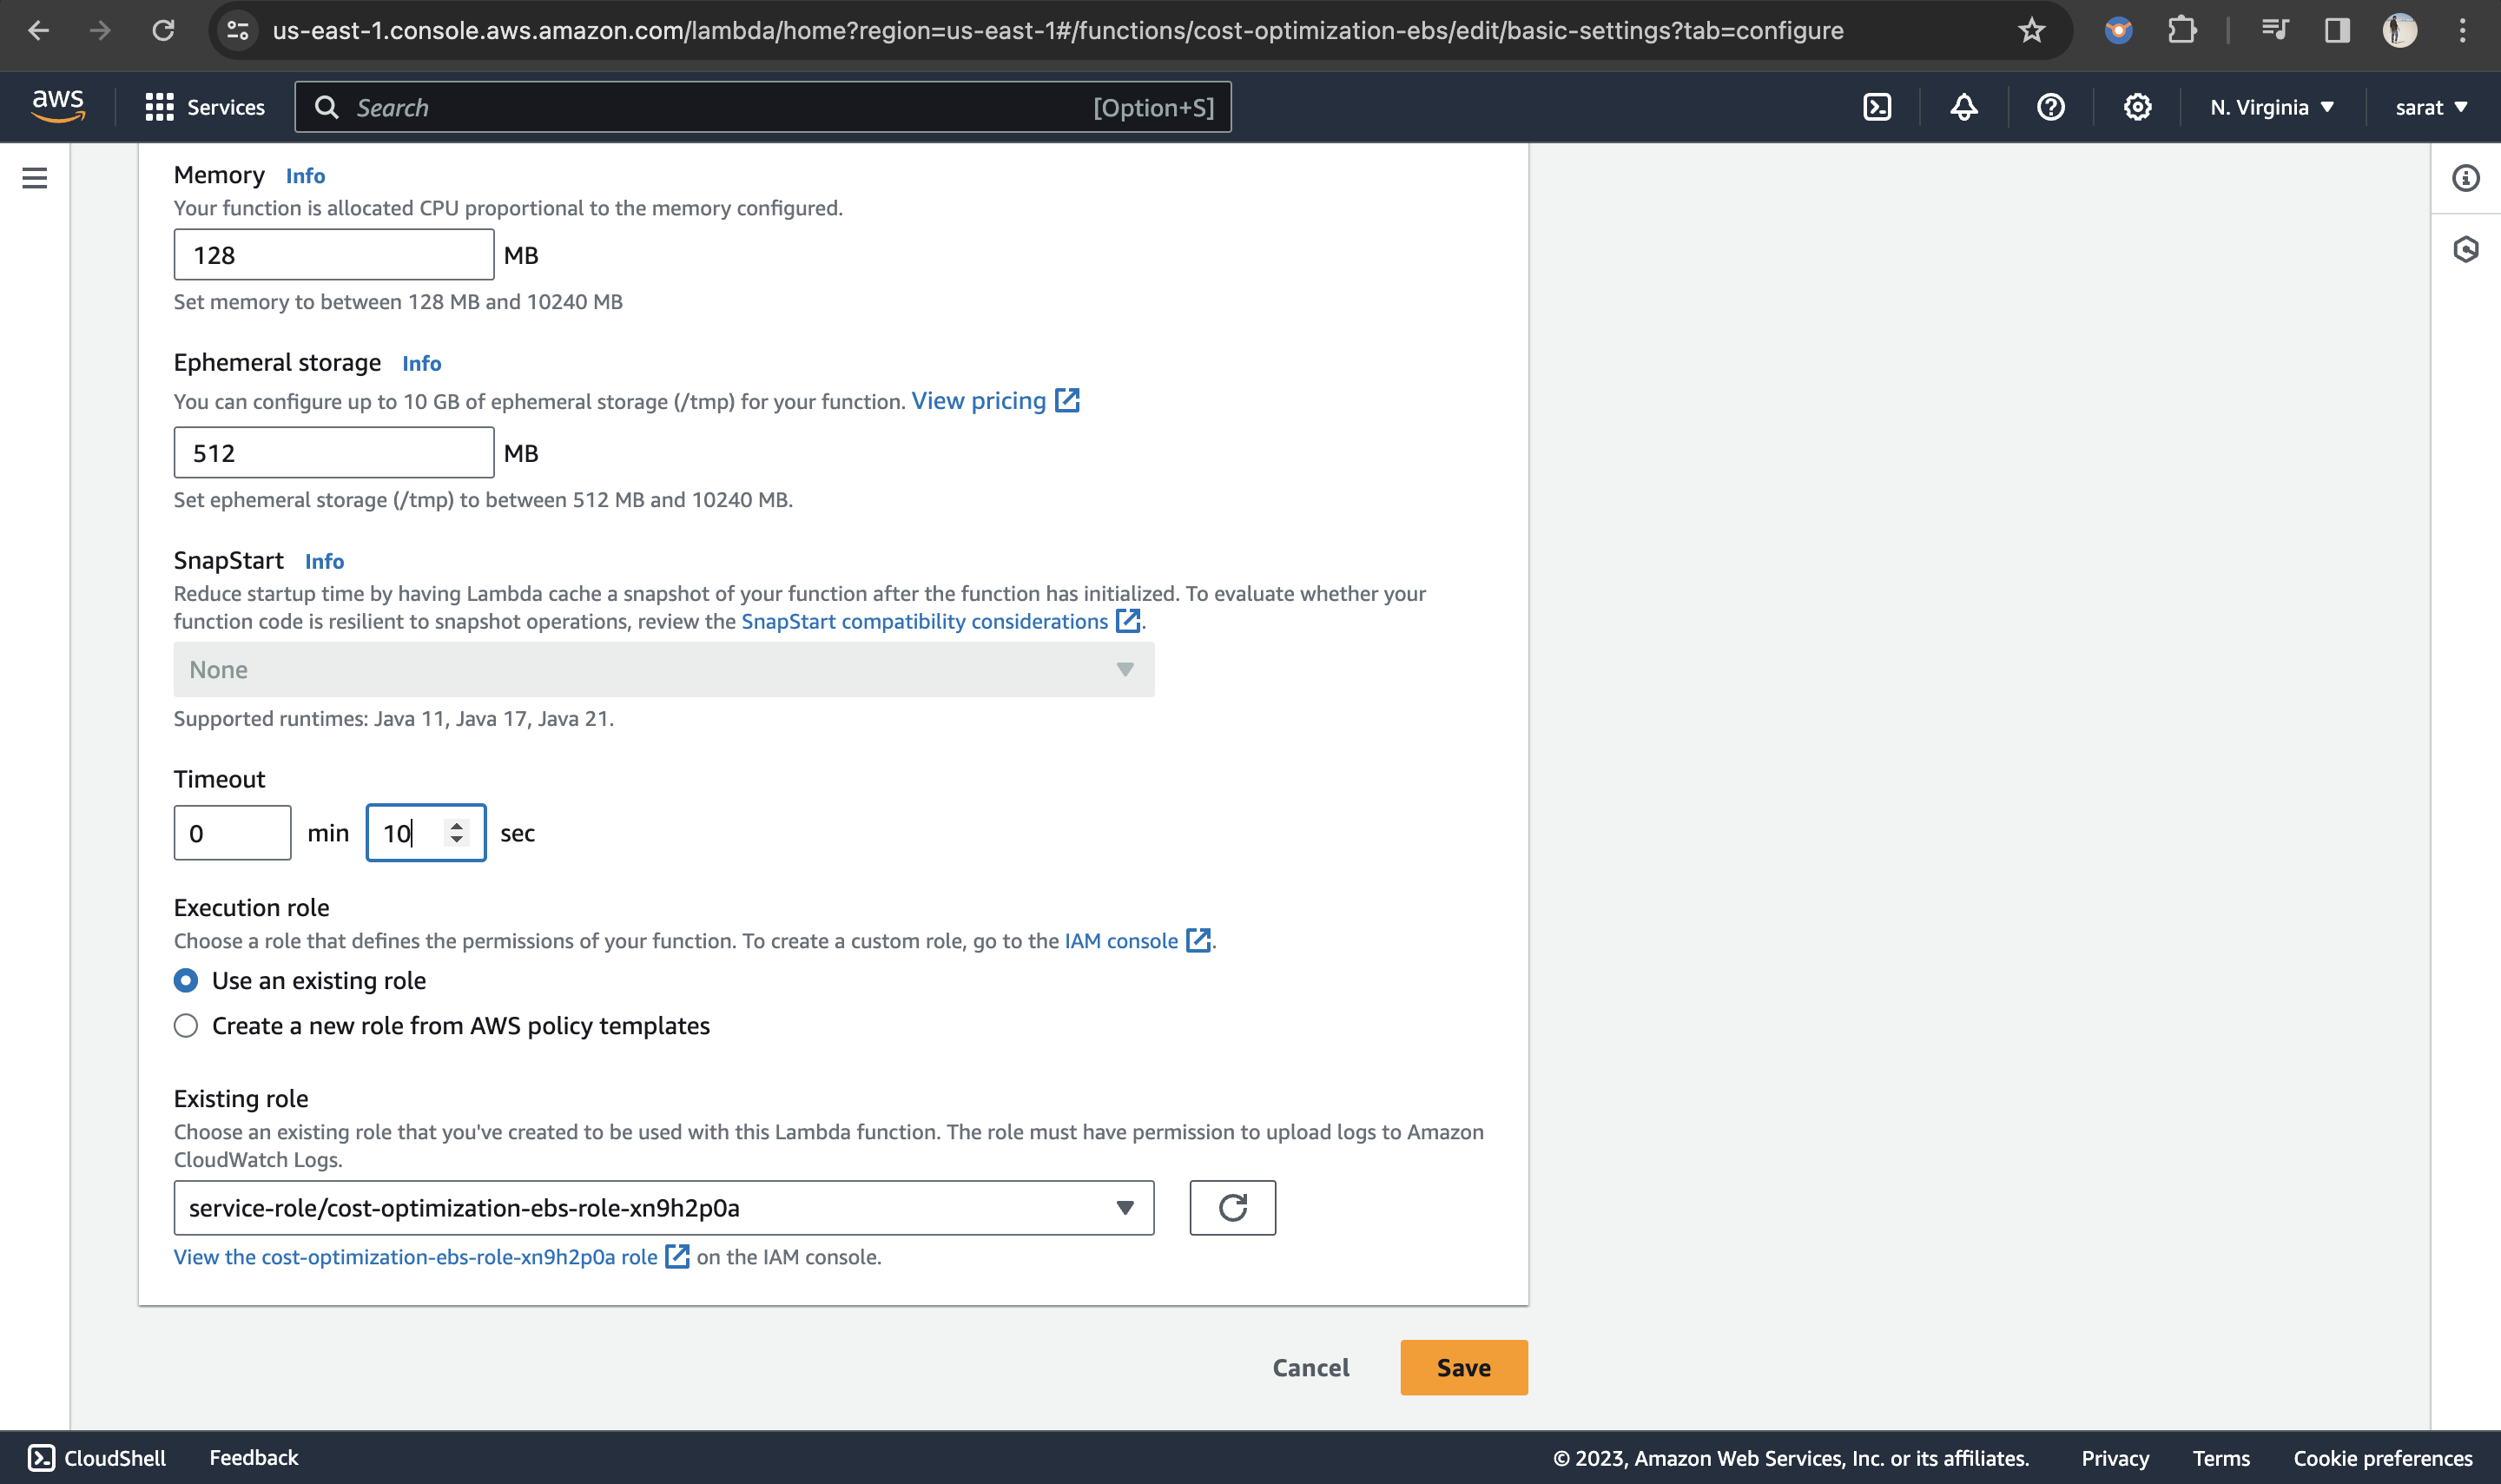 us-east-1.console.aws.amazon.com/lambda/home?region=us-east-1#/functions/cost-optimization-ebs/edit/basic-settings?tab=configure
aws Services Search [Option+S] N. Virginia sarat
Memory Info
Your function is allocated CPU proportional to the memory configured.
128 MB
Set memory to between 128 MB and 10240 MB
Ephemeral storage Info
You can configure up to 10 GB of ephemeral storage (/tmp) for your function. View pricing
512 MB
Set ephemeral storage (/tmp) to between 512 MB and 10240 MB.
SnapStart Info
Reduce startup time by having Lambda cache a snapshot of your function after the function has initialized. To evaluate whether your
function code is resilient to snapshot operations, review the SnapStart compatibility considerations .
None
Supported runtimes: Java 11, Java 17, Java 21.
Timeout
0 min 10 sec
Execution role
Choose a role that defines the permissions of your function. To create a custom role, go to the IAM console .
Use an existing role
Create a new role from AWS policy templates
Existing role
Choose an existing role that you've created to be used with this Lambda function. The role must have permission to upload logs to Amazon
CloudWatch Logs.
service-role/cost-optimization-ebs-role-xn9h2p0a
View the cost-optimization-ebs-role-xn9h2p0a role on the IAM console.
Cancel Save
CloudShell Feedback © 2023, Amazon Web Services, Inc. or its affiliates. Privacy Terms Cookie preferences